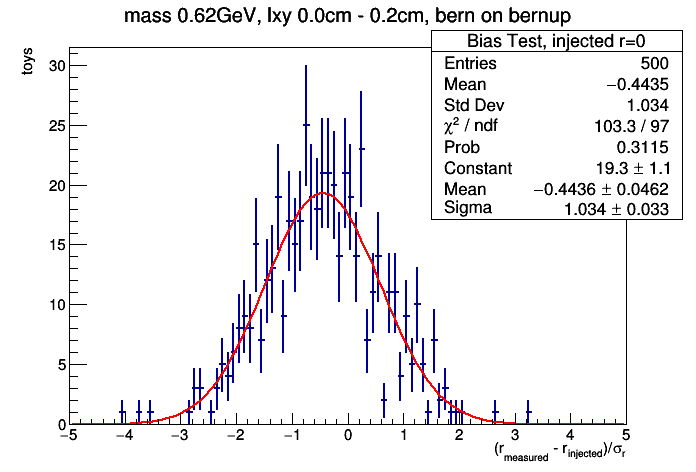 mass 0.62GeV, lxy 0.0cm - 0.2cm, bern on bernup
Bias Test, injected r=0
Entries 500
Mean −0.4435
Std Dev 1.034
χ² / ndf 103.3 / 97
Prob 0.3115
Constant 19.3 ± 1.1
Mean −0.4436 ± 0.0462
Sigma 1.034 ± 0.033
toys
30
25
20
15
10
5
0
−5 −4 −3 −2 −1 0 1 2 3 4 5
(r_measured - r_injected)/σ_r